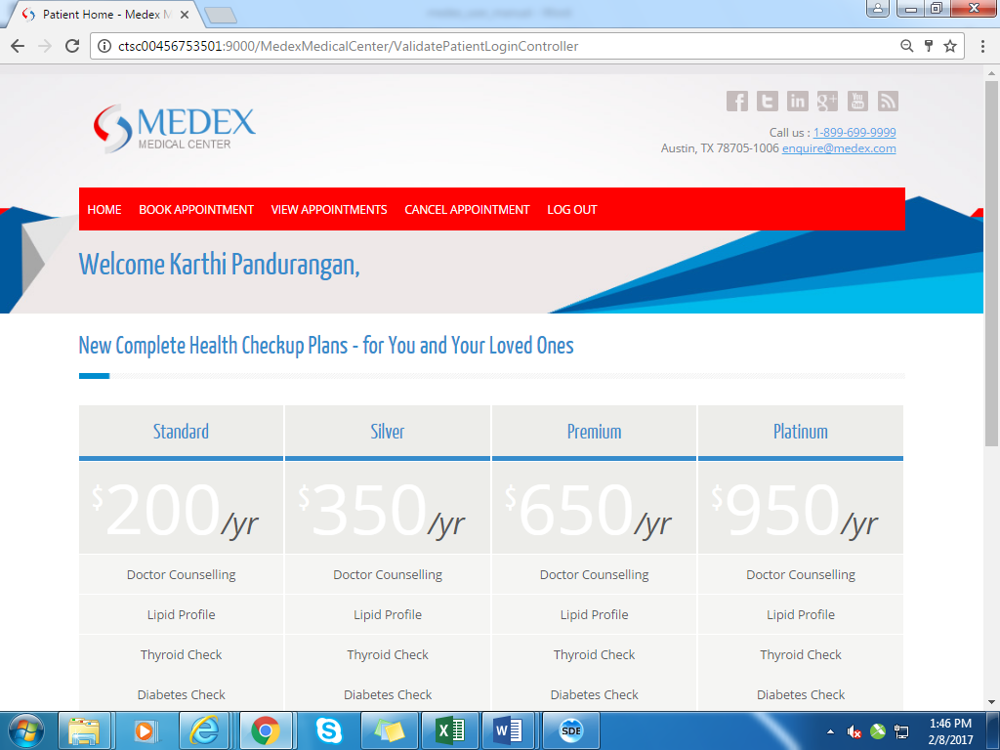 Patient Home - Medex M
ctsc00456753501:9000/MedexMedicalCenter/ValidatePatientLoginController
MEDEX
MEDICAL CENTER
f t in g+ You Tube
Call us : 1-899-699-9999
Austin, TX 78705-1006 enquire@medex.com
HOME BOOK APPOINTMENT VIEW APPOINTMENTS CANCEL APPOINTMENT LOG OUT
Welcome Karthi Pandurangan,
New Complete Health Checkup Plans - for You and Your Loved Ones
Standard Silver Premium Platinum
$200/yr $350/yr $650/yr $950/yr
Doctor Counselling Doctor Counselling Doctor Counselling Doctor Counselling
Lipid Profile Lipid Profile Lipid Profile Lipid Profile
Thyroid Check Thyroid Check Thyroid Check Thyroid Check
Diabetes Check Diabetes Check Diabetes Check Diabetes Check
SDE
1:46 PM
2/8/2017